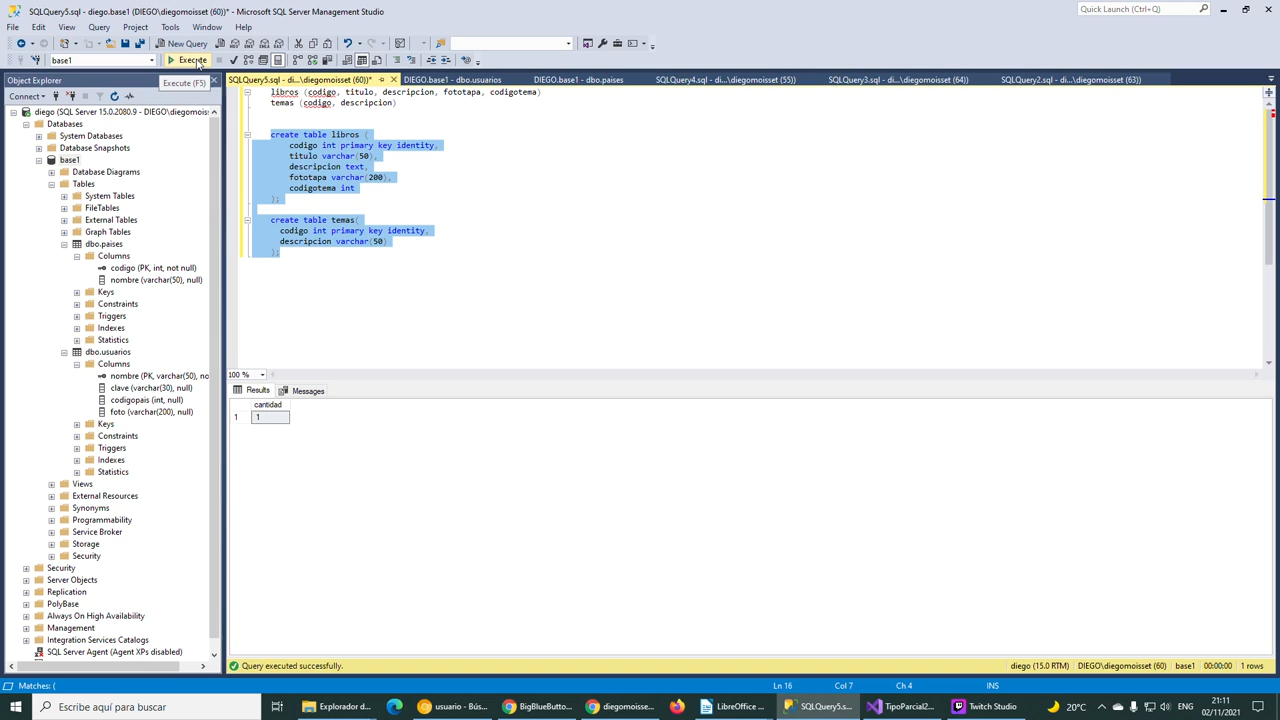 SQLQuery5.sql - diego.base1 (DIEGO\diegomoisset (60))* - Microsoft SQL Server Management Studio
Quick Launch (Ctrl+Q)
File Edit View Query Project Tools Window Help
New Query
base1
Execute
Object Explorer
Execute (F5)
SQLQuery5.sql - di...\diegomoisset (60))*
DIEGO.base1 - dbo.usuarios
DIEGO.base1 - dbo.paises
SQLQuery4.sql - di...\diegomoisset (55))
SQLQuery3.sql - di...\diegomoisset (64))
SQLQuery2.sql - di...\diegomoisset (63))
Connect
diego (SQL Server 15.0.2080.9 - DIEGO\diegomois
Databases
System Databases
Database Snapshots
base1
Database Diagrams
Tables
System Tables
FileTables
External Tables
Graph Tables
dbo.paises
Columns
codigo (PK, int, not null)
nombre (varchar(50), null)
Keys
Constraints
Triggers
Indexes
Statistics
dbo.usuarios
Columns
nombre (PK, varchar(50), no
clave (varchar(30), null)
codigopais (int, null)
foto (varchar(200), null)
Keys
Constraints
Triggers
Indexes
Statistics
Views
External Resources
Synonyms
Programmability
Service Broker
Storage
Security
Security
Server Objects
Replication
PolyBase
Always On High Availability
Management
Integration Services Catalogs
SQL Server Agent (Agent XPs disabled)
libros (codigo, titulo, descripcion, fototapa, codigotema)
temas (codigo, descripcion)
create table libros (
codigo int primary key identity,
titulo varchar(50),
descripcion text,
fototapa varchar(200),
codigotema int
);
create table temas(
codigo int primary key identity,
descripcion varchar(50)
);
100 %
Results Messages
cantidad
1 1
Query executed successfully.
diego (15.0 RTM) DIEGO\diegomoisset (60) base1 00:00:00 1 rows
Matches: ( Ln 16 Col 7 Ch 4 INS
Escribe aquí para buscar
Explorador d...
usuario - Bús...
BigBlueButto...
diegomoisse...
LibreOffice ...
SQLQuery5.s...
TipoParcial2...
Twitch Studio
20°C
ENG
21:11
02/11/2021